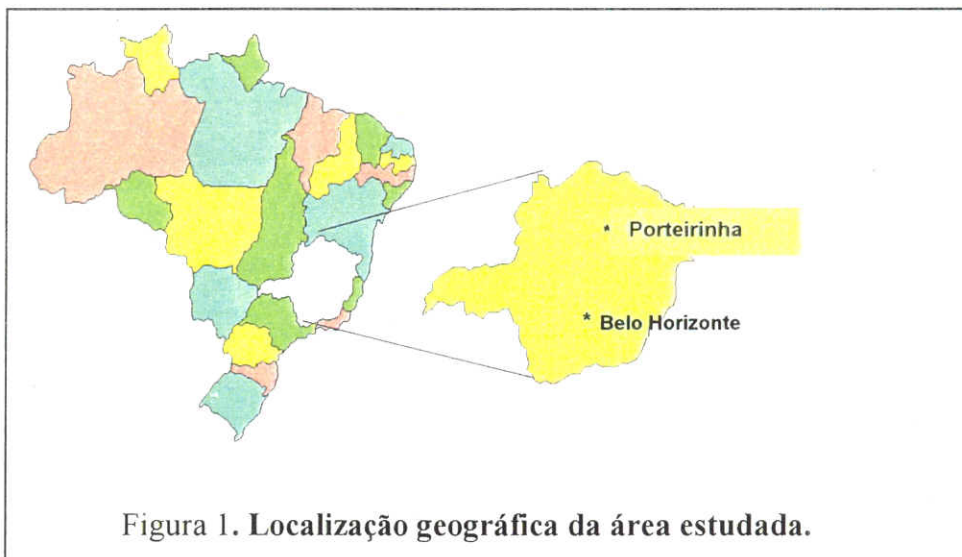 * Porteirinha
* Belo Horizonte
Figura 1. Localização geográfica da área estudada.